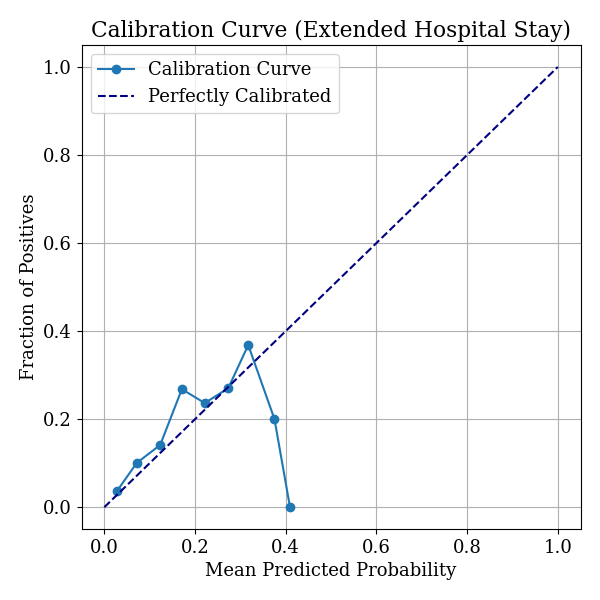 Calibration Curve (Extended Hospital Stay)
Calibration Curve
Perfectly Calibrated
Fraction of Positives
1.0
0.8
0.6
0.4
0.2
0.0
0.0 0.2 0.4 0.6 0.8 1.0
Mean Predicted Probability